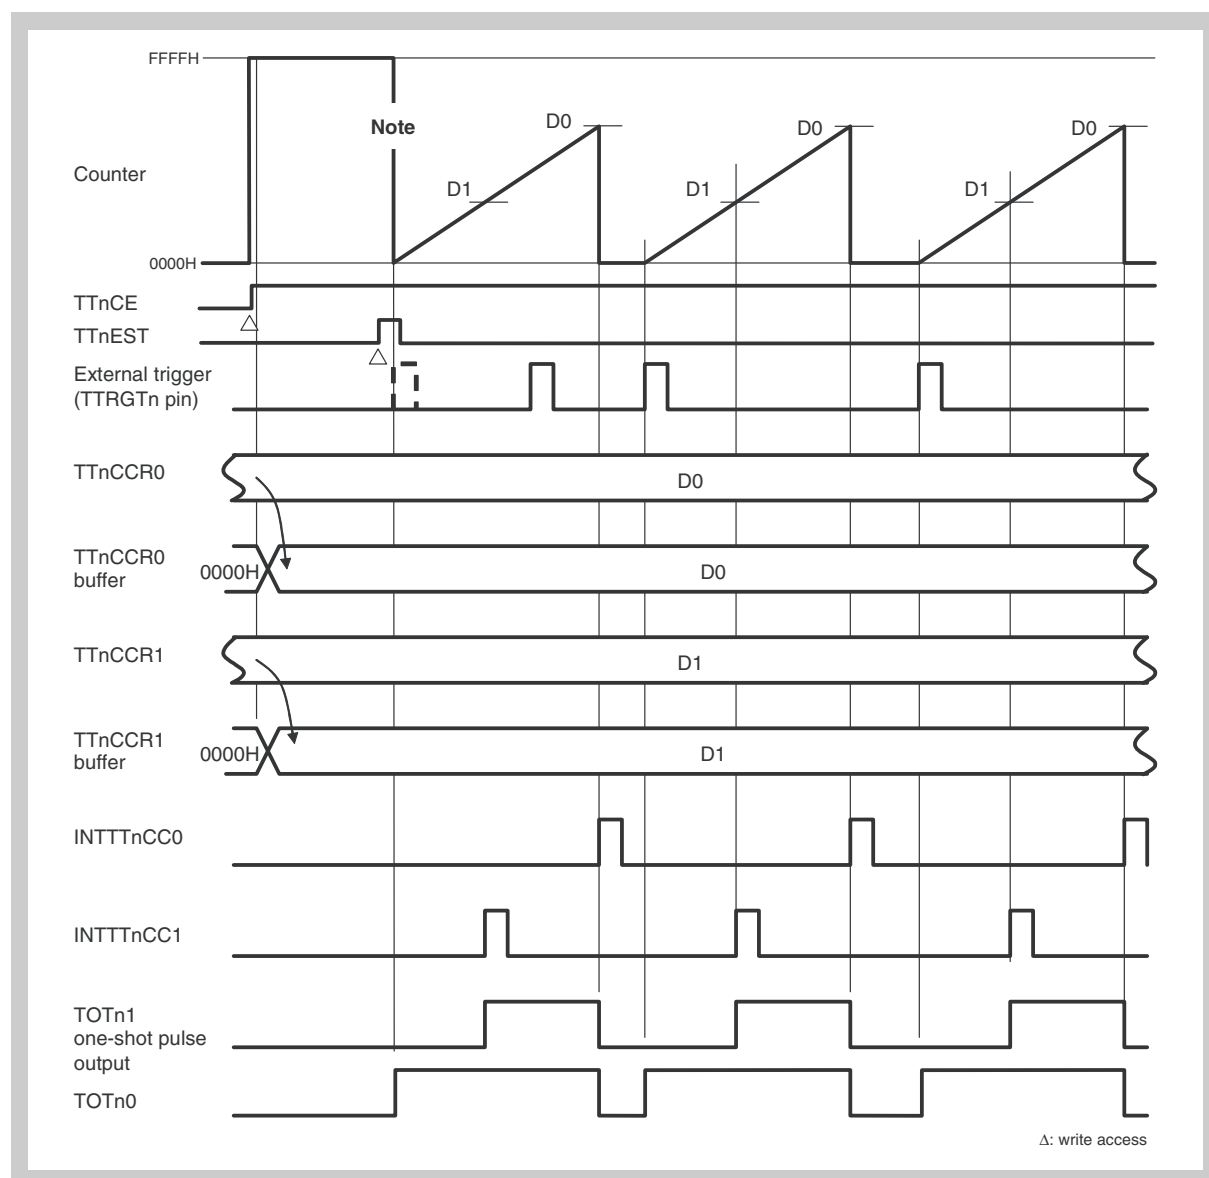 FFFFH
Note
D0
D0
D0
Counter
D1
D1
D1
0000H
TTnCE
Δ
TTnEST
Δ
External trigger
(TTRGTn pin)
TTnCCR0
D0
TTnCCR0
buffer
0000H
D0
TTnCCR1
D1
TTnCCR1
buffer
0000H
D1
INTTTnCC0
INTTTnCC1
TOTn1
one-shot pulse
output
TOTn0
Δ: write access